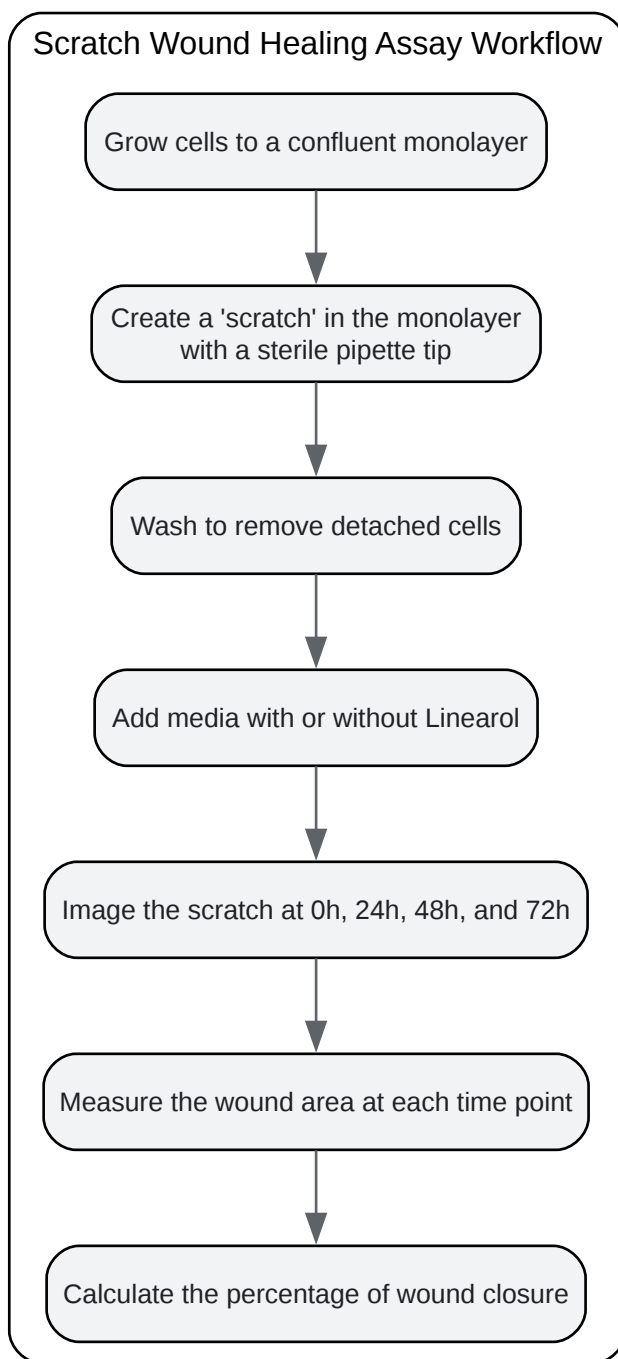 Scratch Wound Healing Assay Workflow
Grow cells to a confluent monolayer
Create a 'scratch' in the monolayer
with a sterile pipette tip
Wash to remove detached cells
Add media with or without Linearol
Image the scratch at 0h, 24h, 48h, and 72h
Measure the wound area at each time point
Calculate the percentage of wound closure